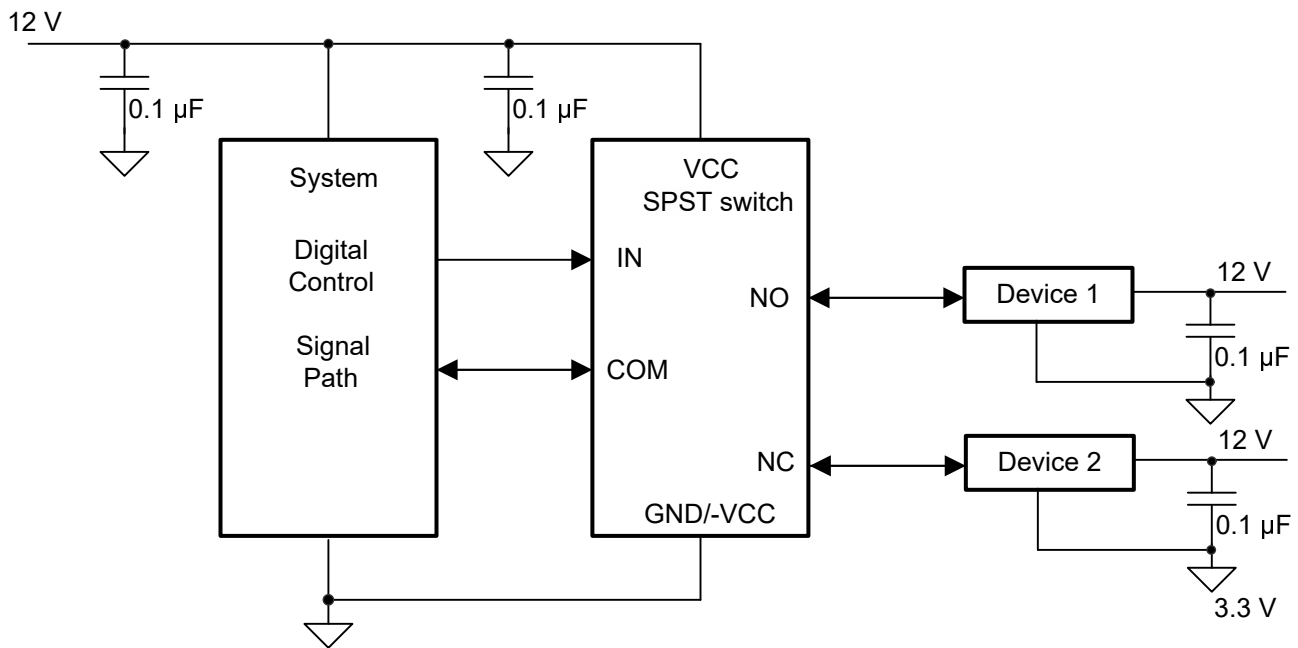 12 V
0.1 µF
0.1 µF
System
Digital
Control
Signal
Path
VCC
SPST switch
IN
NO
COM
NC
GND/-VCC
Device 1
12 V
0.1 µF
Device 2
12 V
0.1 µF
3.3 V